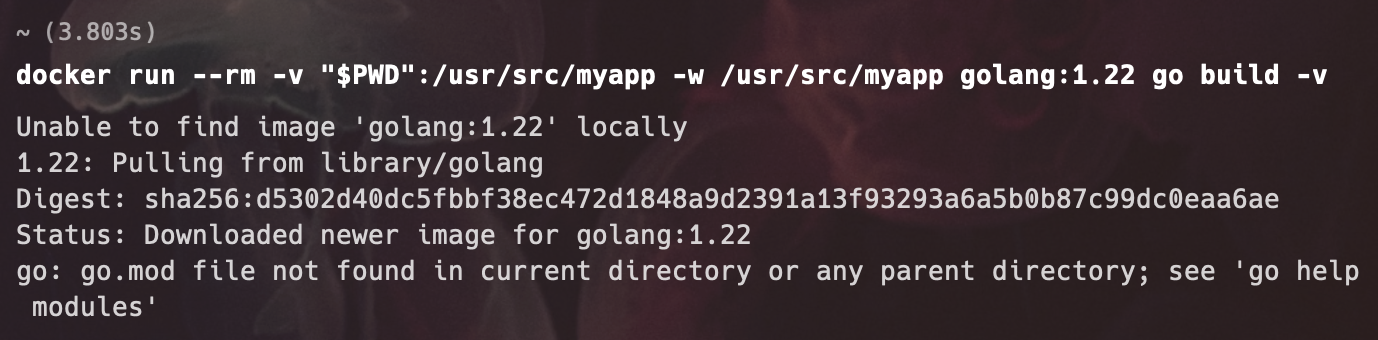 ~ (3.803s)
docker run --rm -v "$PWD":/usr/src/myapp -w /usr/src/myapp golang:1.22 go build -v
Unable to find image 'golang:1.22' locally
1.22: Pulling from library/golang
Digest: sha256:d5302d40dc5fbbf38ec472d1848a9d2391a13f93293a6a5b0b87c99dc0eaa6ae
Status: Downloaded newer image for golang:1.22
go: go.mod file not found in current directory or any parent directory; see 'go help
modules'